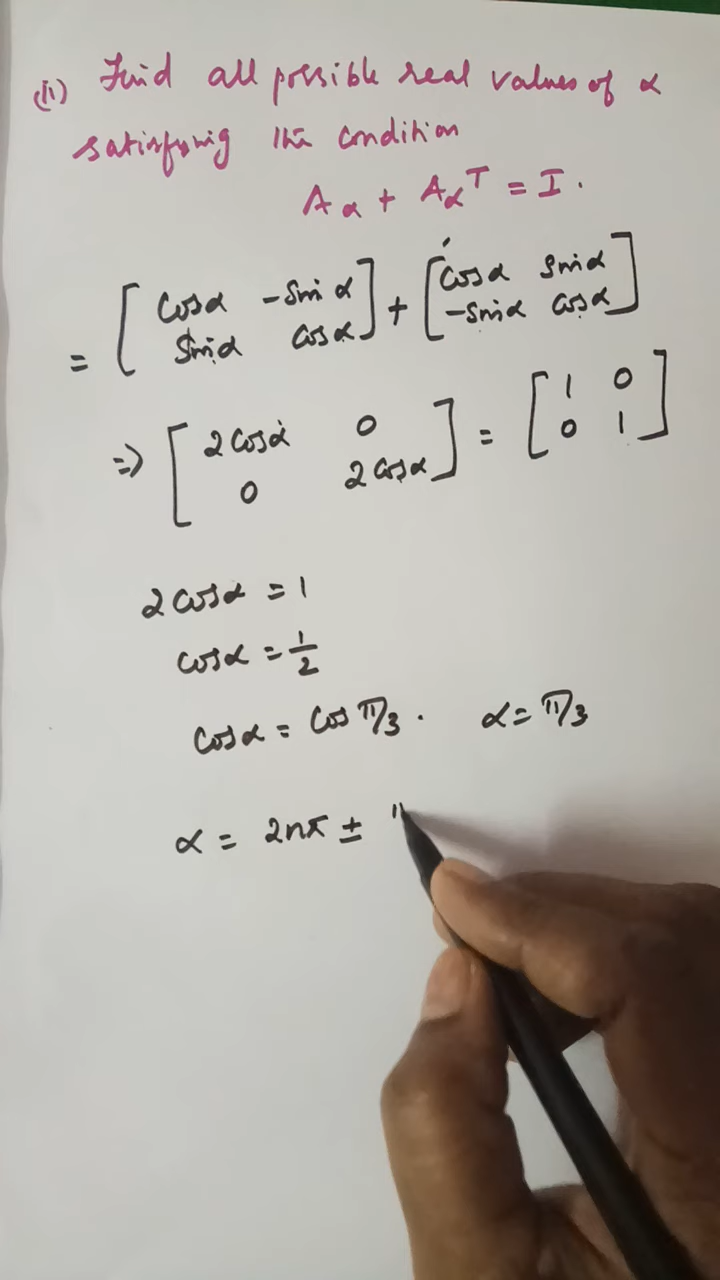 (ii) Find all possible real values of α
satisfying the condition
Aα + Aα^T = I.
= [cosα -sinα; sinα cosα] + [cosα sinα; -sinα cosα]
⇒ [2cosα 0; 0 2cosα] = [1 0; 0 1]
2cosα = 1
cosα = 1/2
cosα = cos π/3 . α = π/3
α = 2nπ ±